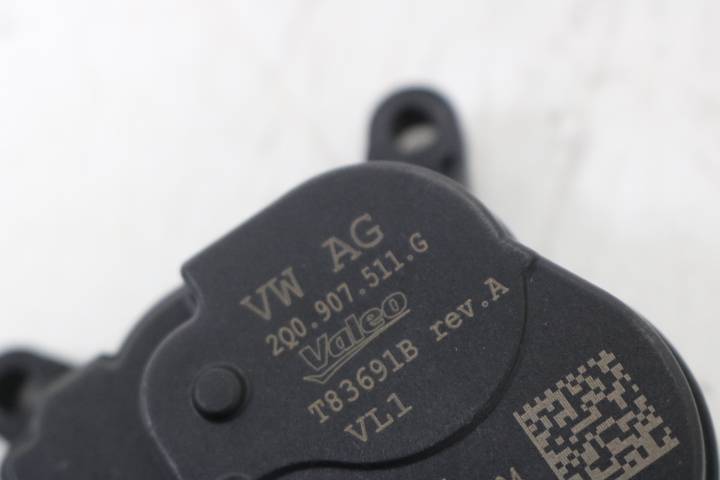 VW AG
2Q0.907.511.G
Valeo
T83691B rev.A
VL1